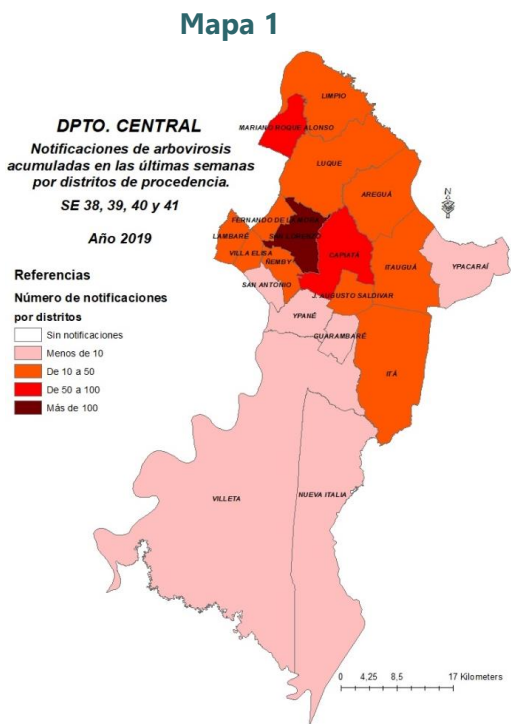 Mapa 1
DPTO. CENTRAL
Notificaciones de arbovirosis
acumuladas en las últimas semanas
por distritos de procedencia.
SE 38, 39, 40 y 41
Año 2019
Referencias
Número de notificaciones
por distritos
Sin notificaciones
Menos de 10
De 10 a 50
De 50 a 100
Más de 100
LIMPIO
MARIANO ROQUE ALONSO
LUQUE
AREGUÁ
N
FERNANDO DE LA MORA
LAMBARÉ
SAN LORENZO
VILLA ELISA
ÑEMBY
CAPIATÁ
ITAUGUÁ
YPACARAÍ
SAN ANTONIO
J. AUGUSTO SALDIVAR
YPANÉ
GUARAMBARÉ
ITÁ
VILLETA
NUEVA ITALIA
0 4,25 8,5 17 Kilometers